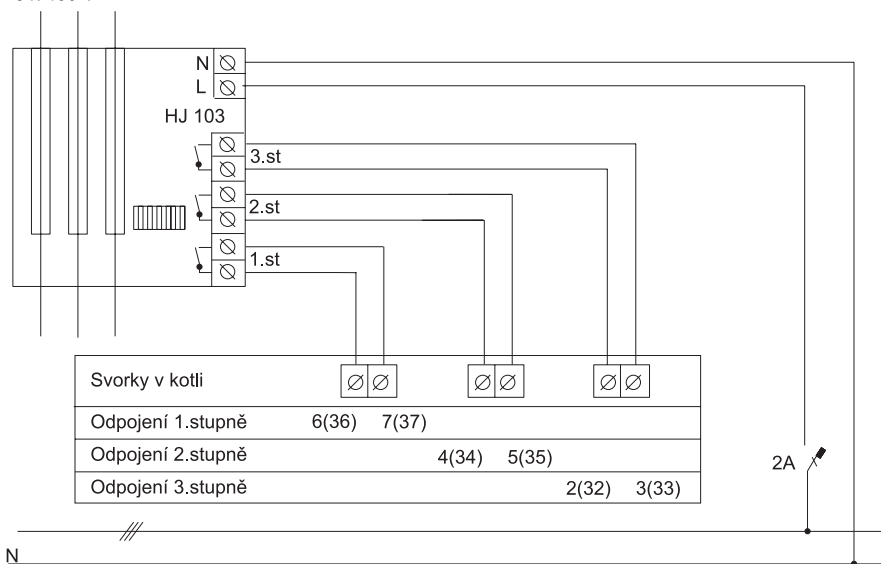 N
L
HJ 103
3.st
2.st
1.st
Svorky v kotli
Odpojení 1.stupně 6(36) 7(37)
Odpojení 2.stupně 4(34) 5(35)
Odpojení 3.stupně 2(32) 3(33)
2A
N